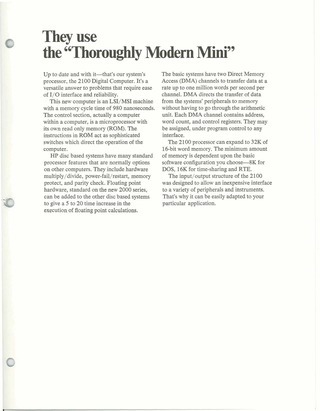 They use
the “Thoroughly Modern Mini”
Up to date and with it—that's our system's
processor, the 2100 Digital Computer. It's a
versatile answer to problems that require ease
of I/O interface and reliability.
This new computer is an LSI/MSI machine
with a memory cycle time of 980 nanoseconds.
The control section, actually a computer
within a computer, is a microprocessor with
its own read only memory (ROM). The
instructions in ROM act as sophisticated
switches which direct the operation of the
computer.
HP disc based systems have many standard
processor features that are normally options
on other computers. They include hardware
multiply/divide, power-fail/restart, memory
protect, and parity check. Floating point
hardware, standard on the new 2000 series,
can be added to the other disc based systems
to give a 5 to 20 time increase in the
execution of floating point calculations.
The basic systems have two Direct Memory
Access (DMA) channels to transfer data at a
rate up to one million words per second per
channel. DMA directs the transfer of data
from the systems' peripherals to memory
without having to go through the arithmetic
unit. Each DMA channel contains address,
word count, and control registers. They may
be assigned, under program control to any
interface.
The 2100 processor can expand to 32K of
16-bit word memory. The minimum amount
of memory is dependent upon the basic
software configuration you choose—8K for
DOS, 16K for time-sharing and RTE.
The input/output structure of the 2100
was designed to allow an inexpensive interface
to a variety of peripherals and instruments.
That's why it can be easily adapted to your
particular application.